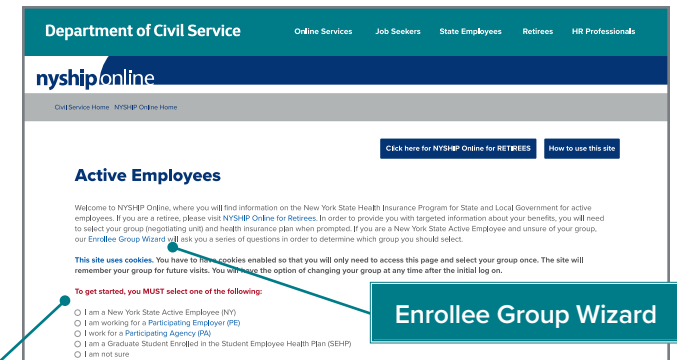 Department of Civil Service
Online Services Job Seekers State Employees Retirees HR Professionals
nyship online
Civil Service Home NYSHIP Online Home
Click here for NYSHIP Online for RETIREES How to use this site
Active Employees
Welcome to NYSHIP Online, where you will find information on the New York State Health Insurance Program for State and Local Government for active
employees. If you are a retiree, please visit NYSHIP Online for Retirees. In order to provide you with targeted information about your benefits, you will need
to select your group (negotiating unit) and health insurance plan when prompted. If you are a New York State Active Employee and unsure of your group,
our Enrollee Group Wizard will ask you a series of questions in order to determine which group you should select.
This site uses cookies. You have to have cookies enabled so that you will only need to access this page and select your group once. The site will
remember your group for future visits. You will have the option of changing your group at any time after the initial log on.
To get started, you MUST select one of the following:
I am a New York State Active Employee (NY)
I am working for a Participating Employer (PE)
I work for a Participating Agency (PA)
I am a Graduate Student Enrolled in the Student Employee Health Plan (SEHP)
I am not sure
Enrollee Group Wizard